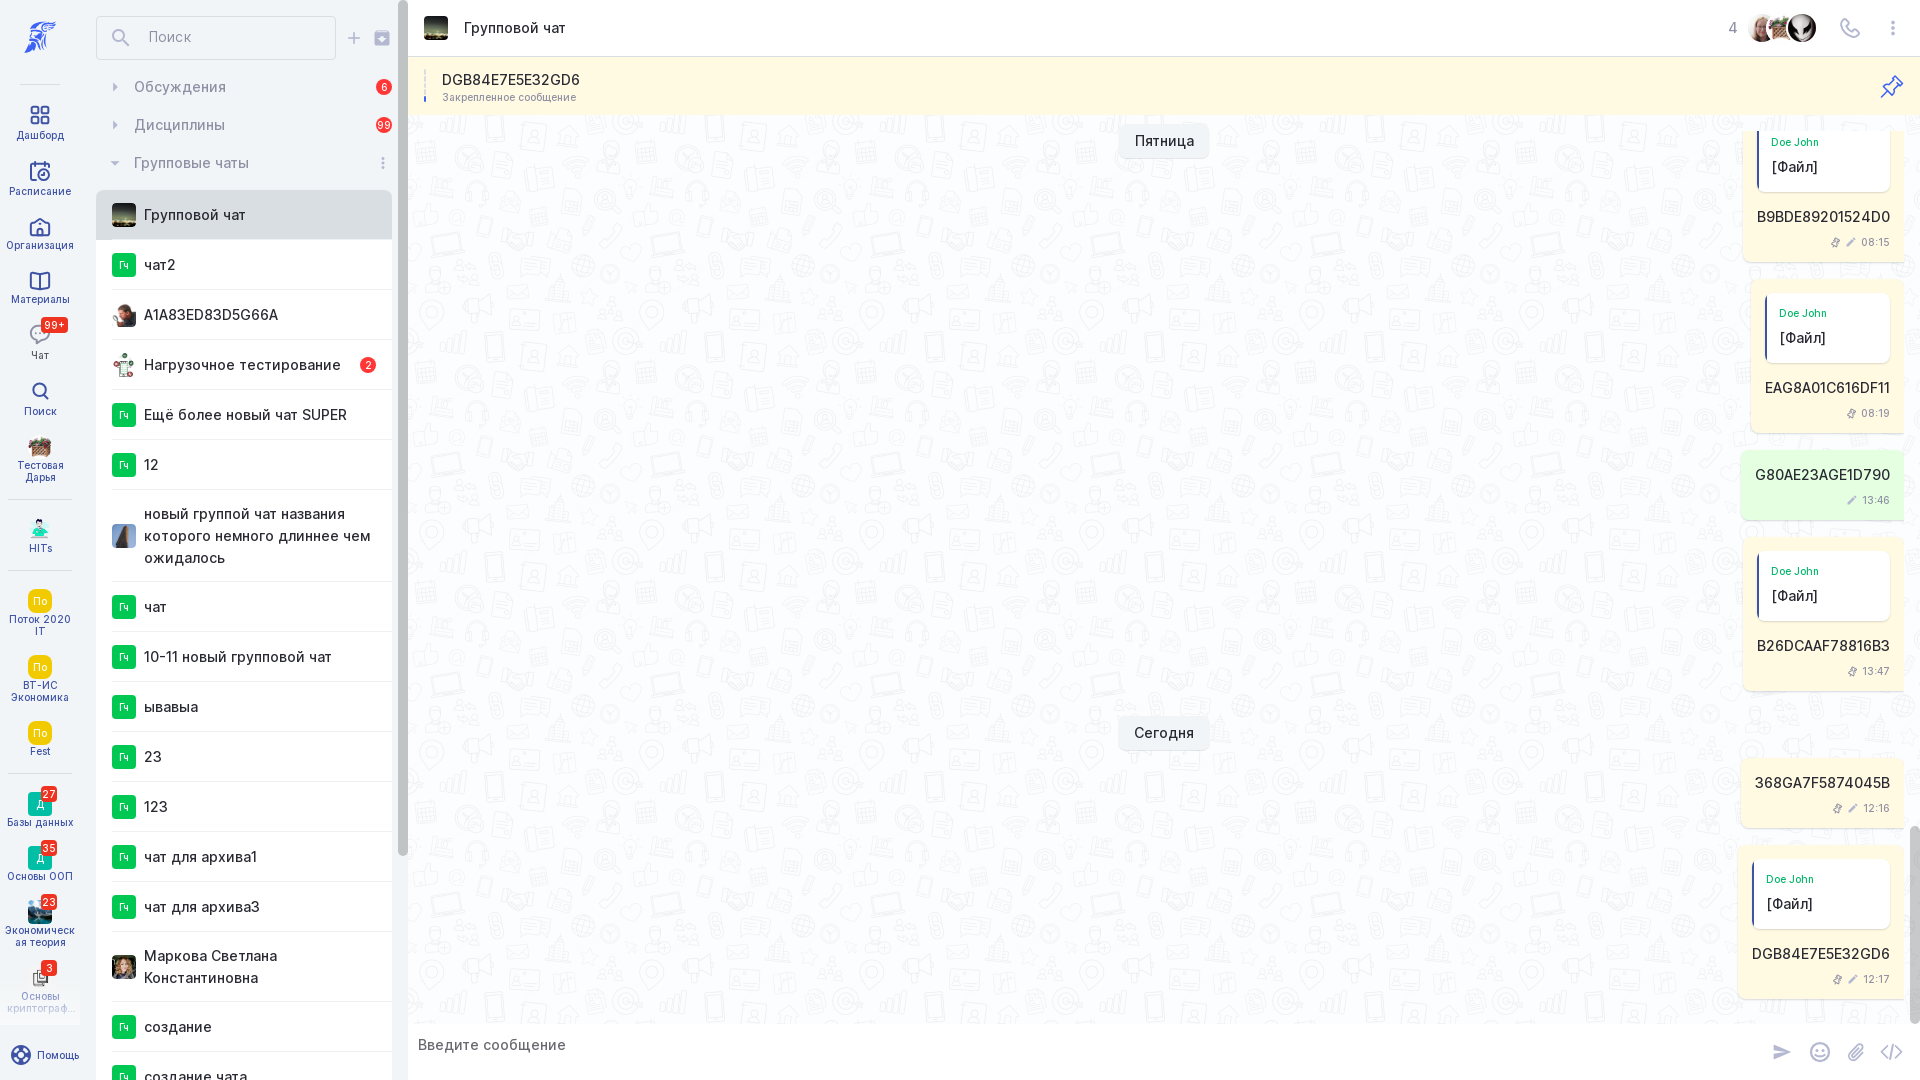 Дашборд
Расписание
Организация
Материалы
99+
Чат
Поиск
Тестовая
Дарья
HITs
По
Поток 2020
IT
По
ВТ-ИС
Экономика
По
Fest
27
Д
Базы данных
35
Д
Основы ООП
23
Экономическ
ая теория
3
Основы
криптограф...
Помощь
Поиск
Обсуждения
6
Дисциплины
99
Групповые чаты
Групповой чат
Гч
чат2
A1A83ED83D5G66A
Нагрузочное тестирование
2
Гч
Ещё более новый чат SUPER
Гч
12
новый группой чат названия
которого немного длиннее чем
ожидалось
Гч
чат
Гч
10-11 новый групповой чат
Гч
ывавыа
Гч
23
Гч
123
Гч
чат для архива1
Гч
чат для архива3
Маркова Светлана
Константиновна
Гч
создание
Гч
создание чата
Групповой чат
4
DGB84E7E5E32GD6
Закрепленное сообщение
Пятница
Doe John
[Файл]
B9BDE89201524D0
08:15
Doe John
[Файл]
EAG8A01C616DF11
08:19
G80AE23AGE1D790
13:46
Doe John
[Файл]
B26DCAAF78816B3
13:47
Сегодня
368GA7F5874045B
12:16
Doe John
[Файл]
DGB84E7E5E32GD6
12:17
Введите сообщение